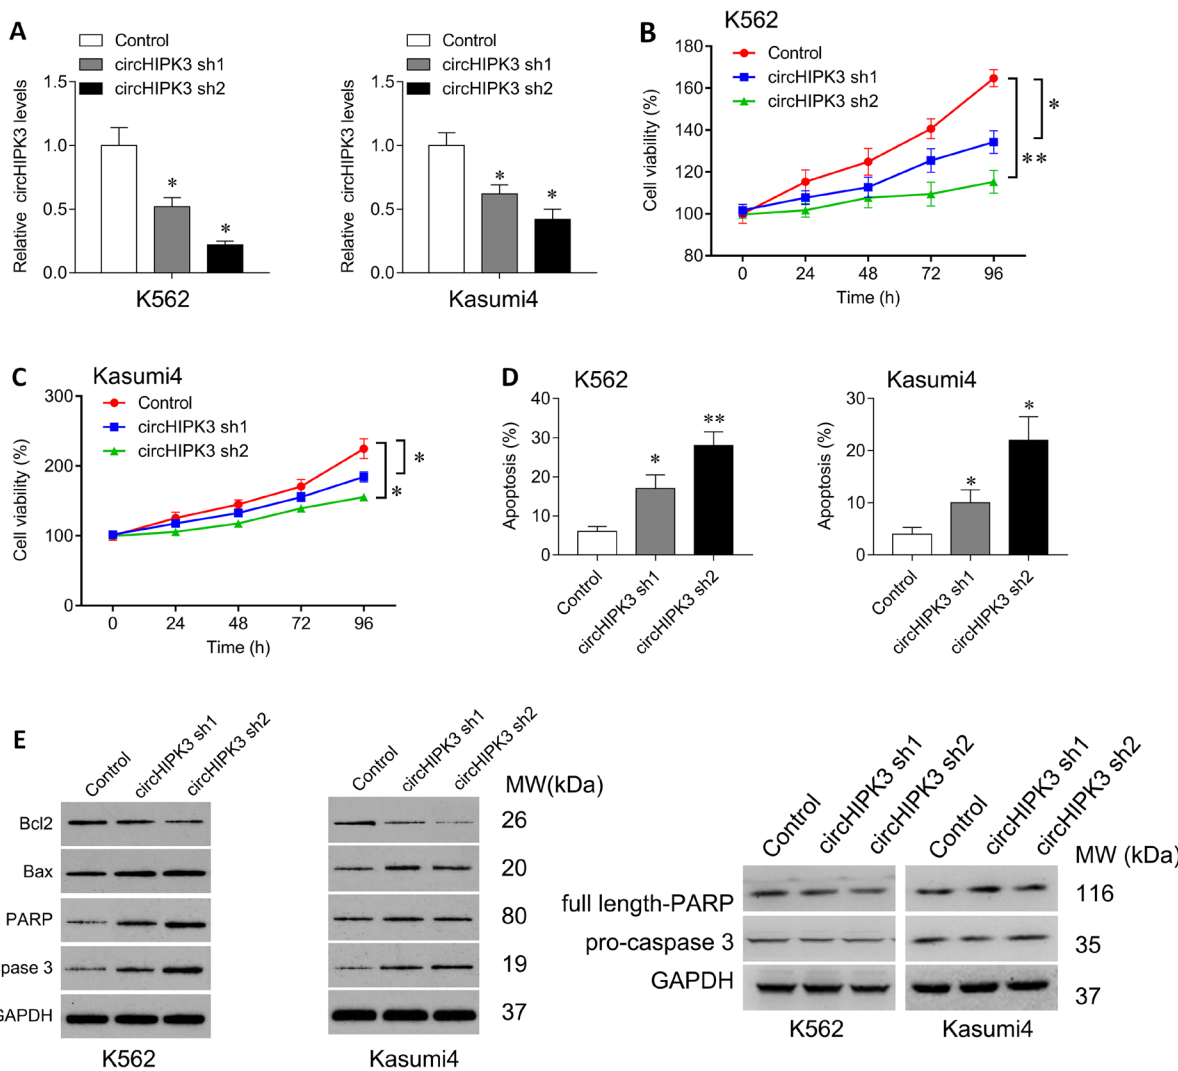 A
Control
circHIPK3 sh1
circHIPK3 sh2
Relative circHIPK3 levels
1.5
1.0
0.5
0.0
*
*
K562
Control
circHIPK3 sh1
circHIPK3 sh2
Relative circHIPK3 levels
1.5
1.0
0.5
0.0
*
*
Kasumi4
B
K562
Control
circHIPK3 sh1
circHIPK3 sh2
Cell viability (%)
180
160
140
120
100
80
*
**
0 24 48 72 96
Time (h)
C
Kasumi4
Control
circHIPK3 sh1
circHIPK3 sh2
Cell viability (%)
300
200
100
0
*
*
0 24 48 72 96
Time (h)
D
K562
Apoptosis (%)
40
30
20
10
0
*
**
Control
circHIPK3 sh1
circHIPK3 sh2
Kasumi4
Apoptosis (%)
30
20
10
0
*
*
Control
circHIPK3 sh1
circHIPK3 sh2
E
Control
circHIPK3 sh1
circHIPK3 sh2
Bcl2
Bax
PARP
spase 3
GAPDH
K562
Control
circHIPK3 sh1
circHIPK3 sh2
MW(kDa)
26
20
80
19
37
Kasumi4
Control
circHIPK3 sh1
circHIPK3 sh2
Control
circHIPK3 sh1
circHIPK3 sh2
MW (kDa)
full length-PARP
116
pro-caspase 3
35
GAPDH
37
K562
Kasumi4